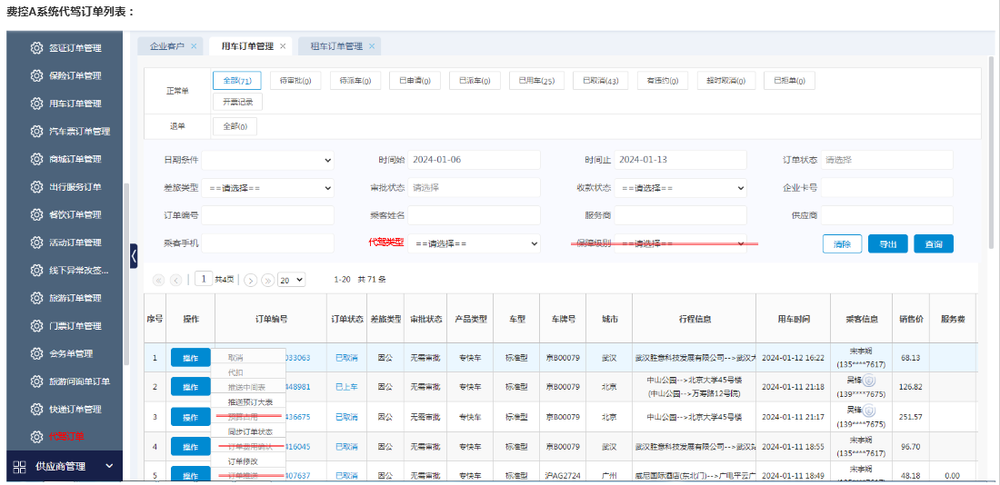 费控A系统代驾订单列表：
签证订单管理
保险订单管理
用车订单管理
汽车票订单管理
商城订单管理
出行服务订单
餐饮订单管理
活动订单管理
线下异常改签...
旅游订单管理
门票订单管理
会务单管理
旅游问询单订单
快递订单管理
代驾订单
供应商管理
企业客户 × 用车订单管理 × 租车订单管理 ×
正常单 全部(71) 待审批(0) 待派车(0) 已申请(0) 已派车(0) 已用车(25) 已取消(43) 有违约(0) 超时取消(0) 已拒单(0)
开票记录
退单 全部(0)
日期条件 时间始 2024-01-06 时间止 2024-01-13 订单状态 请选择
差旅类型 ==请选择== 审批状态 请选择 收款状态 ==请选择== 企业卡号
订单编号 乘客姓名 服务商 供应商
乘客手机 代驾类型 ==请选择== 保障级别 ==请选择== 清除 导出 查询
1 共4页 20 1-20 共 71 条
序号 操作 订单编号 订单状态 差旅类型 审批状态 产品类型 车型 车牌号 城市 行程信息 用车时间 乘客信息 销售价 服务费
1 操作 033063 已取消 因公 无需审批 专快车 标准型 京B00079 武汉 武汉胜意科技发展有限公司-->武汉大 2024-01-12 16:22 宋宇娴 (135****7617) 68.13
2 操作 448981 已上车 因公 无需审批 专快车 标准型 京B00079 北京 中山公园-->北京大学45号楼 (中山公园-->万寿路12号院) 2024-01-11 21:18 吴锋 (139****7675) 126.82
3 操作 436675 已取消 因公 无需审批 专快车 标准型 京B00079 北京 中山公园-->北京大学45号楼 2024-01-11 21:17 吴锋 (139****7675) 251.57
4 操作 416045 已取消 因公 无需审批 专快车 标准型 京B00079 武汉 武汉胜意科技发展有限公司-->武汉站 2024-01-11 18:55 宋宇娴 (135****7617) 96.70
5 操作 407637 已取消 因公 无需审批 专快车 标准型 沪AG2724 广州 威尼国际酒店(东北门)-->广电平云广 2024-01-11 18:49 宋宇娴 48.18 0.00
取消
代扣
推送中间表
推送预订大表
预算占用
同步订单状态
订单费用确认
订单修改
订单推送